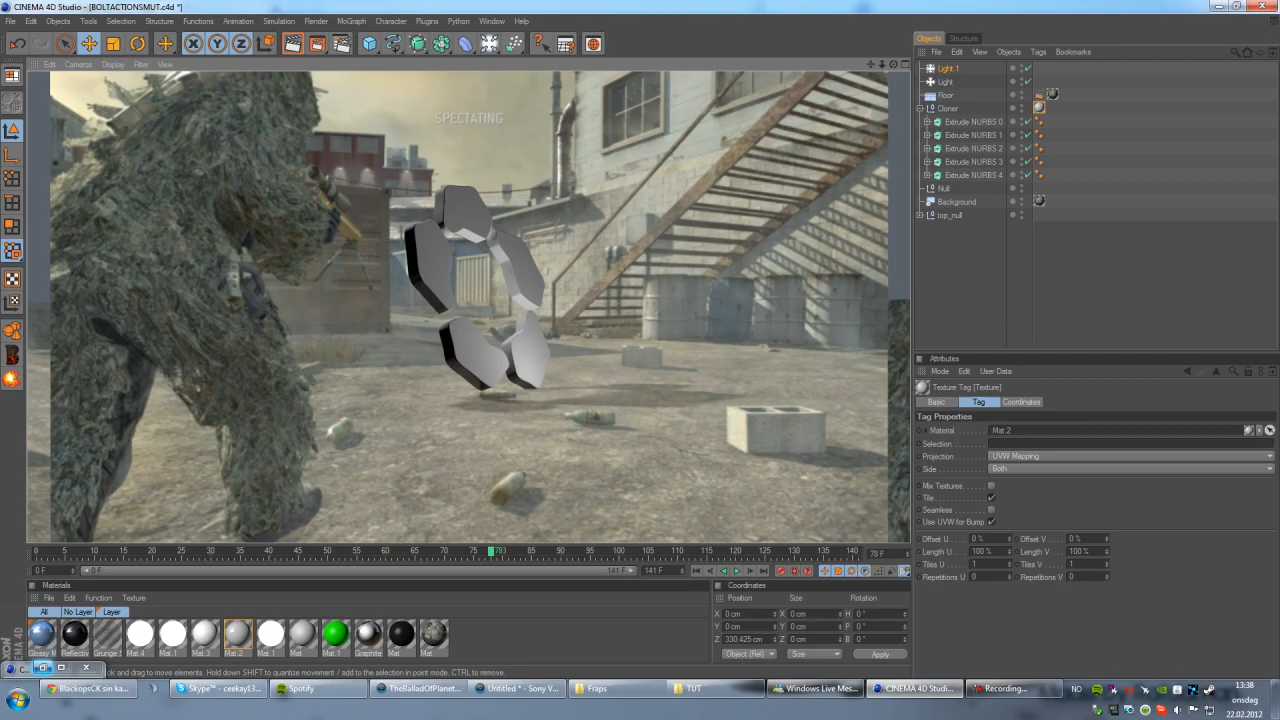 CINEMA 4D Studio - [BOLTACTIONSMUT.c4d *]
File Edit Objects Tools Selection Structure Functions Animation Simulation Render MoGraph Character Plugins Python Window Help
Edit Cameras Display Filter View
SPECTATING
Objects Structure
File Edit View Objects Tags Bookmarks
Light.1
Light
Floor
Cloner
Extrude NURBS 0
Extrude NURBS 1
Extrude NURBS 2
Extrude NURBS 3
Extrude NURBS 4
Null
Background
top_null
Attributes
Mode Edit User Data
Texture Tag [Texture]
Basic Tag Coordinates
Tag Properties
Material Mat.2
Selection
Projection UVW Mapping
Side Both
Mix Textures
Tile
Seamless
Use UVW for Bump
Offset U 0 % Offset V 0 %
Length U 100 % Length V 100 %
Tiles U 1 Tiles V 1
Repetitions U 0 Repetitions V 0
0 5 10 15 20 25 30 35 40 45 50 55 60 65 70 75 78 85 90 95 100 105 110 115 120 125 130 135 140 78 F
0 F 0 F 141 F 141 F
Materials
File Edit Function Texture
All No Layer Layer
Glossy M Reflectiv Grunge S Mat.4 Mat.1 Mat.3 Mat.2 Mat.1 Mat Mat.1 Graphite Mat Mat
Coordinates
Position Size Rotation
X 0 cm X 0 cm H 0 °
Y 0 cm Y 0 cm P 0 °
Z 330.425 cm Z 0 cm B 0 °
Object (Rel) Size Apply
CINEMA 4D
ck and drag to move elements. Hold down SHIFT to quantize movement / add to the selection in point mode, CTRL to remove.
BlackopsCK sin ka... Skype™ - ceekay13... Spotify TheBalladOfPlanet... Untitled * - Sony V... Fraps TUT Windows Live Mes... CINEMA 4D Studio... Recording... NO
13:38
onsdag
22.02.2012